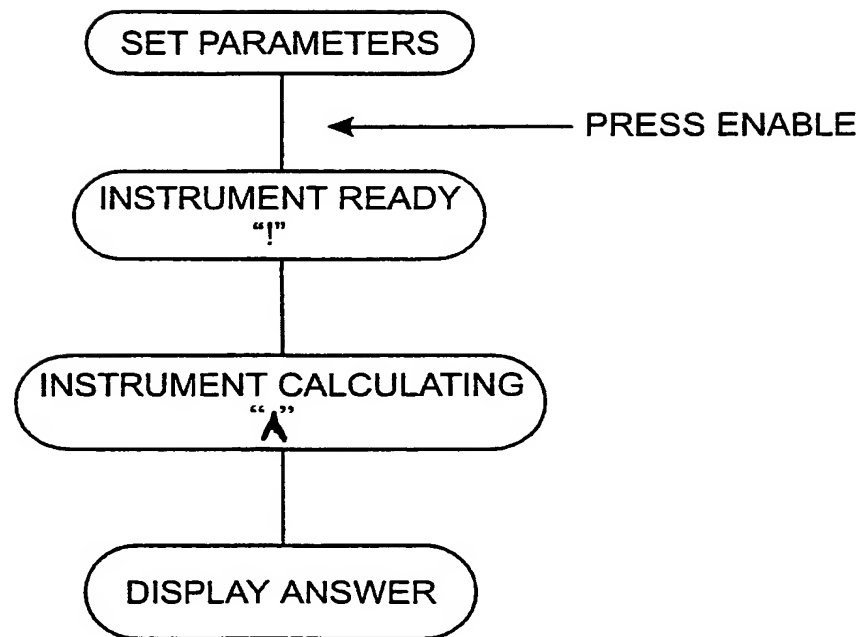 SET PARAMETERS
PRESS ENABLE
INSTRUMENT READY
“!”
INSTRUMENT CALCULATING
DISPLAY ANSWER